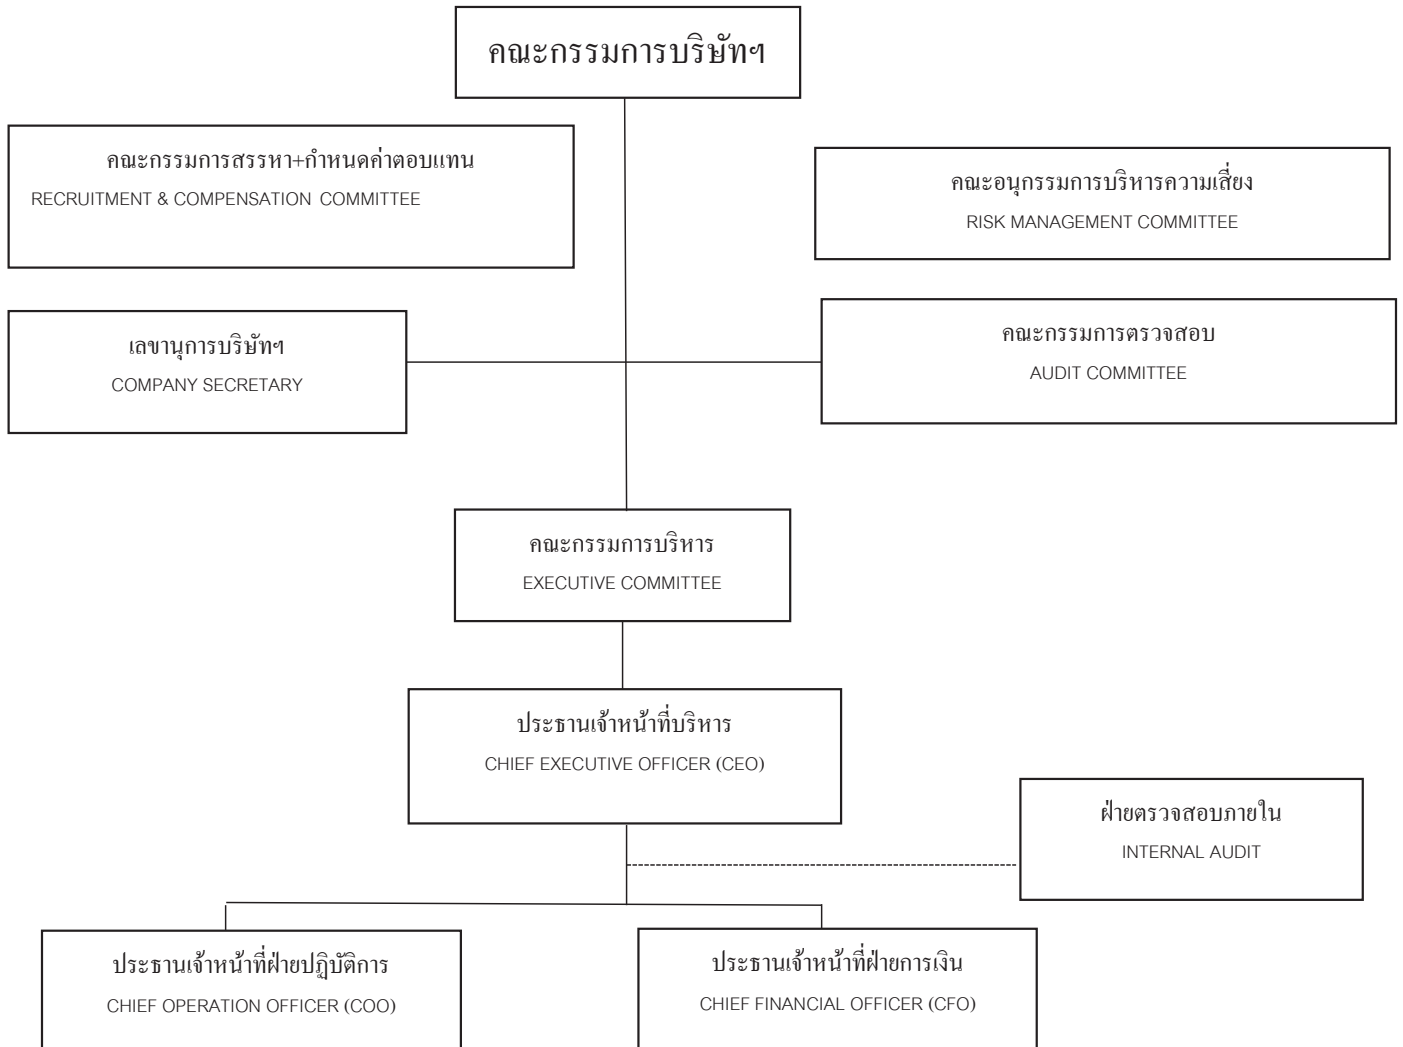 คณะกรรมการบริษัทฯ
คณะกรรมการสรรหา+กำหนดค่าตอบแทน
RECRUITMENT & COMPENSATION COMMITTEE
คณะอนุกรรมการบริหารความเสี่ยง
RISK MANAGEMENT COMMITTEE
เลขานุการบริษัทฯ
COMPANY SECRETARY
คณะกรรมการตรวจสอบ
AUDIT COMMITTEE
คณะกรรมการบริหาร
EXECUTIVE COMMITTEE
ประธานเจ้าหน้าที่บริหาร
CHIEF EXECUTIVE OFFICER (CEO)
ฝ่ายตรวจสอบภายใน
INTERNAL AUDIT
ประธานเจ้าหน้าที่ฝ่ายปฏิบัติการ
CHIEF OPERATION OFFICER (COO)
ประธานเจ้าหน้าที่ฝ่ายการเงิน
CHIEF FINANCIAL OFFICER (CFO)